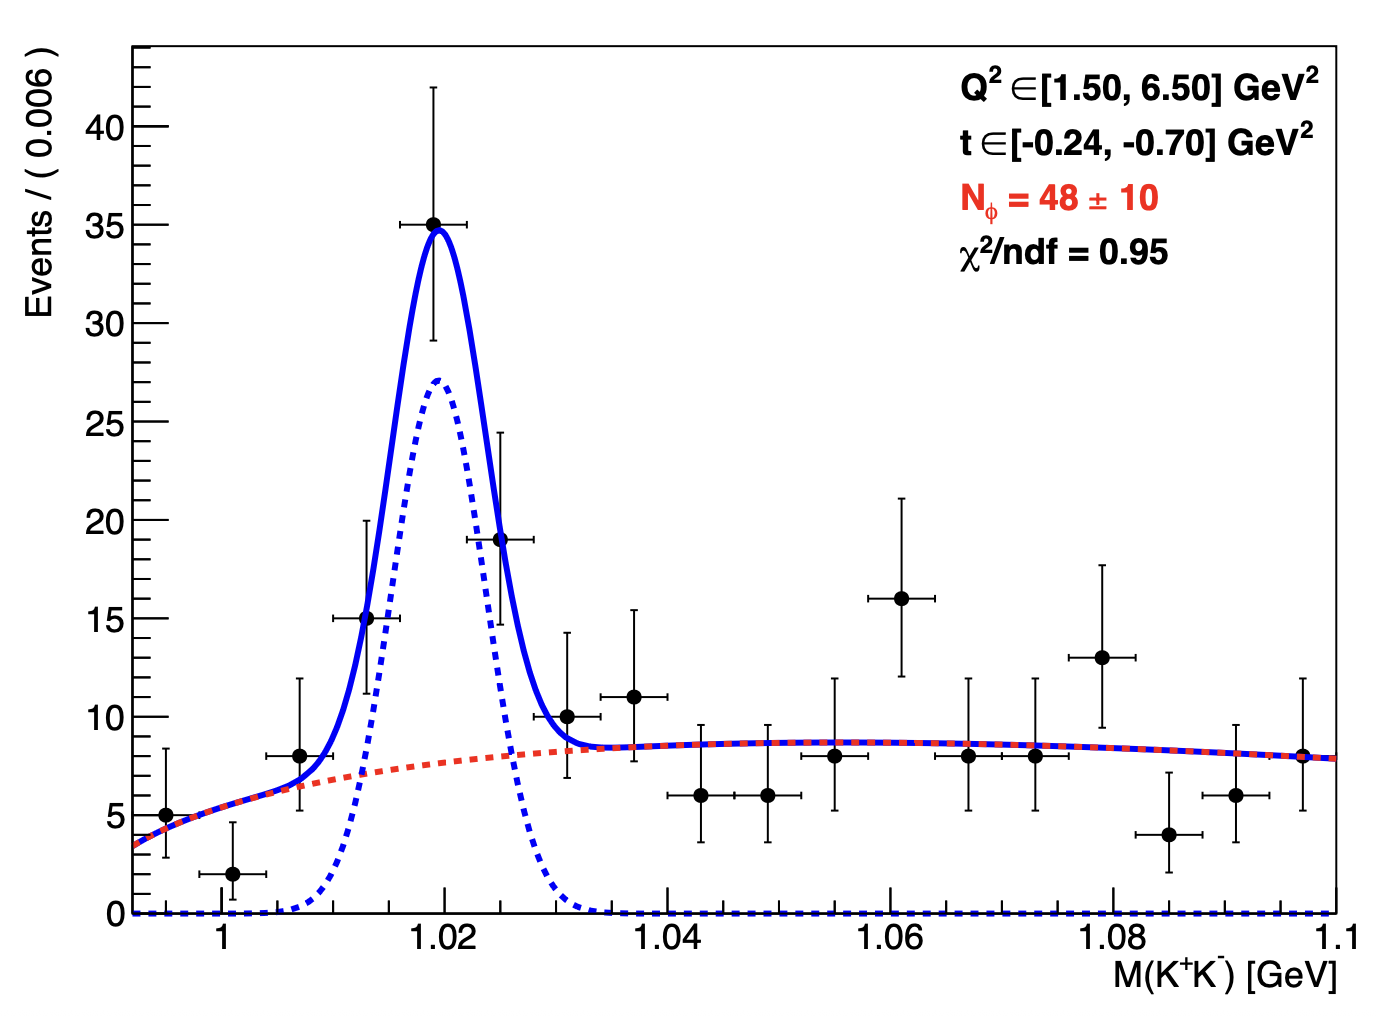 Events / ( 0.006 )
40
35
30
25
20
15
10
5
0
Q² ∈[1.50, 6.50] GeV²
t ∈[-0.24, -0.70] GeV²
N_ϕ = 48 ± 10
χ²/ndf = 0.95
1 1.02 1.04 1.06 1.08 1.1
M(K⁺K⁻) [GeV]